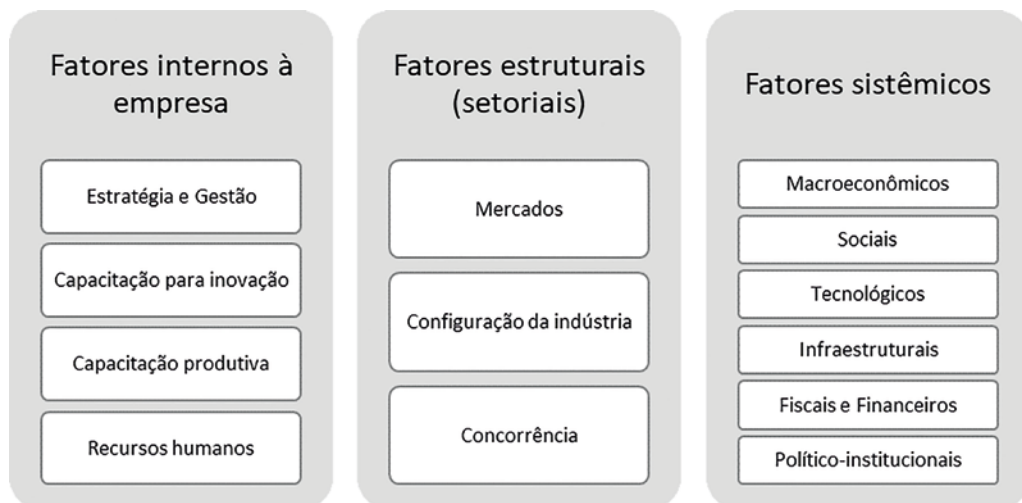 Fatores internos à
empresa
Estratégia e Gestão
Capacitação para inovação
Capacitação produtiva
Recursos humanos
Fatores estruturais
(setoriais)
Mercados
Configuração da indústria
Concorrência
Fatores sistêmicos
Macroeconômicos
Sociais
Tecnológicos
Infraestruturais
Fiscais e Financeiros
Político-institucionais